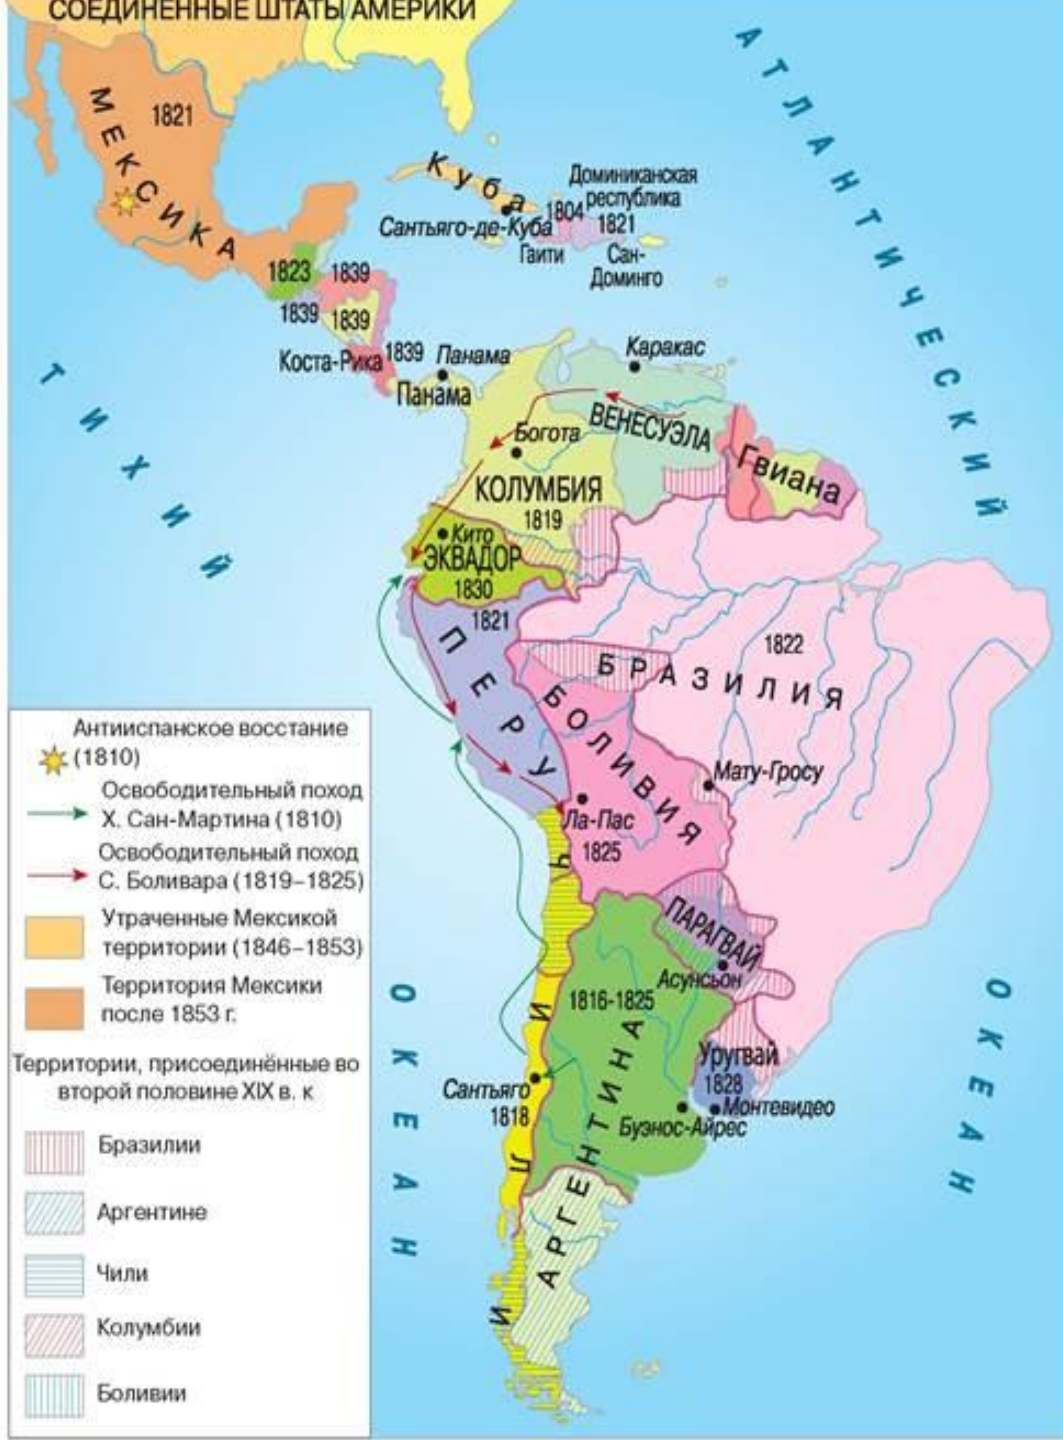 СОЕДИНЕННЫЕ ШТАТЫ АМЕРИКИ
МЕКСИКА
1821
АТЛАНТИЧЕСКИЙ
ОКЕАН
ТИХИЙ
ОКЕАН
Куба
Сантьяго-де-Куба
Доминиканская
республика
1804
1821
Гаити
Сан-
Доминго
1823
1839
1839
1839
Коста-Рика
1839
Панама
Панама
Каракас
ВЕНЕСУЭЛА
Гвиана
Богота
КОЛУМБИЯ
1819
Кито
ЭКВАДОР
1830
1821
ПЕРУ
1822
БРАЗИЛИЯ
БОЛИВИЯ
Мату-Гросу
Ла-Пас
1825
ПАРАГВАЙ
Асунсьон
1816-1825
АРГЕНТИНА
ЧИЛИ
Уругвай
1828
Сантьяго
1818
Монтевидео
Буэнос-Айрес
Антииспанское восстание
(1810)
Освободительный поход
Х. Сан-Мартина (1810)
Освободительный поход
С. Боливара (1819–1825)
Утраченные Мексикой
территории (1846–1853)
Территория Мексики
после 1853 г.
Территории, присоединённые во
второй половине XIX в. к
Бразилии
Аргентине
Чили
Колумбии
Боливии